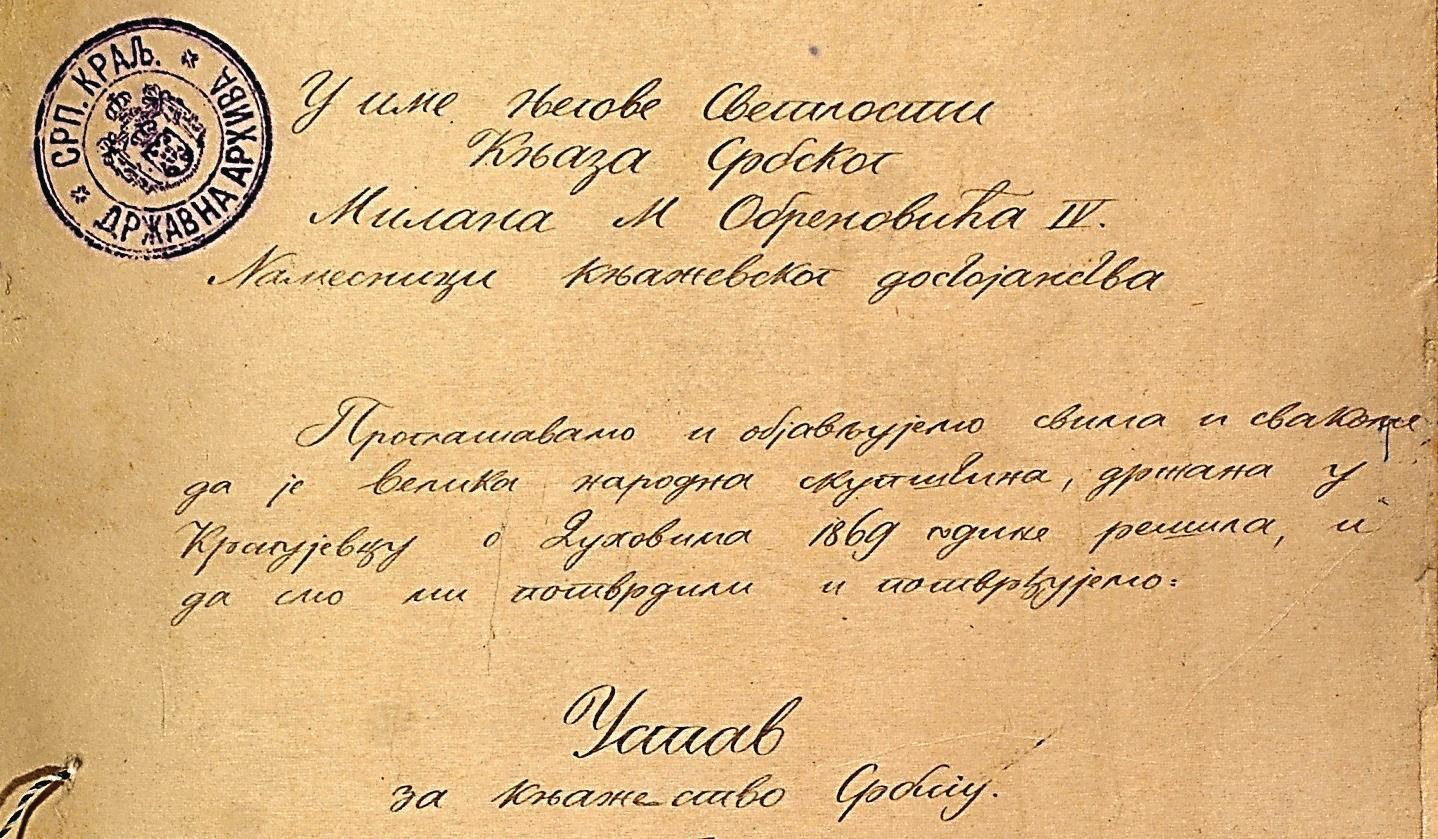 СРП. КРАЉ.
ДРЖАВНА АРХИВА
У име Његове Светлости
Књаза Србског
Милана М Обреновића IV.
Намесници књажевског достојанства
Проглашавамо и објављујемо свима и свакоме,
да је велика народна скупштина, држана у
Крагујевцу о Духовима 1869 године решила, и
да смо ми потврдили и потврђујемо:
Устав
за књажество Србију.